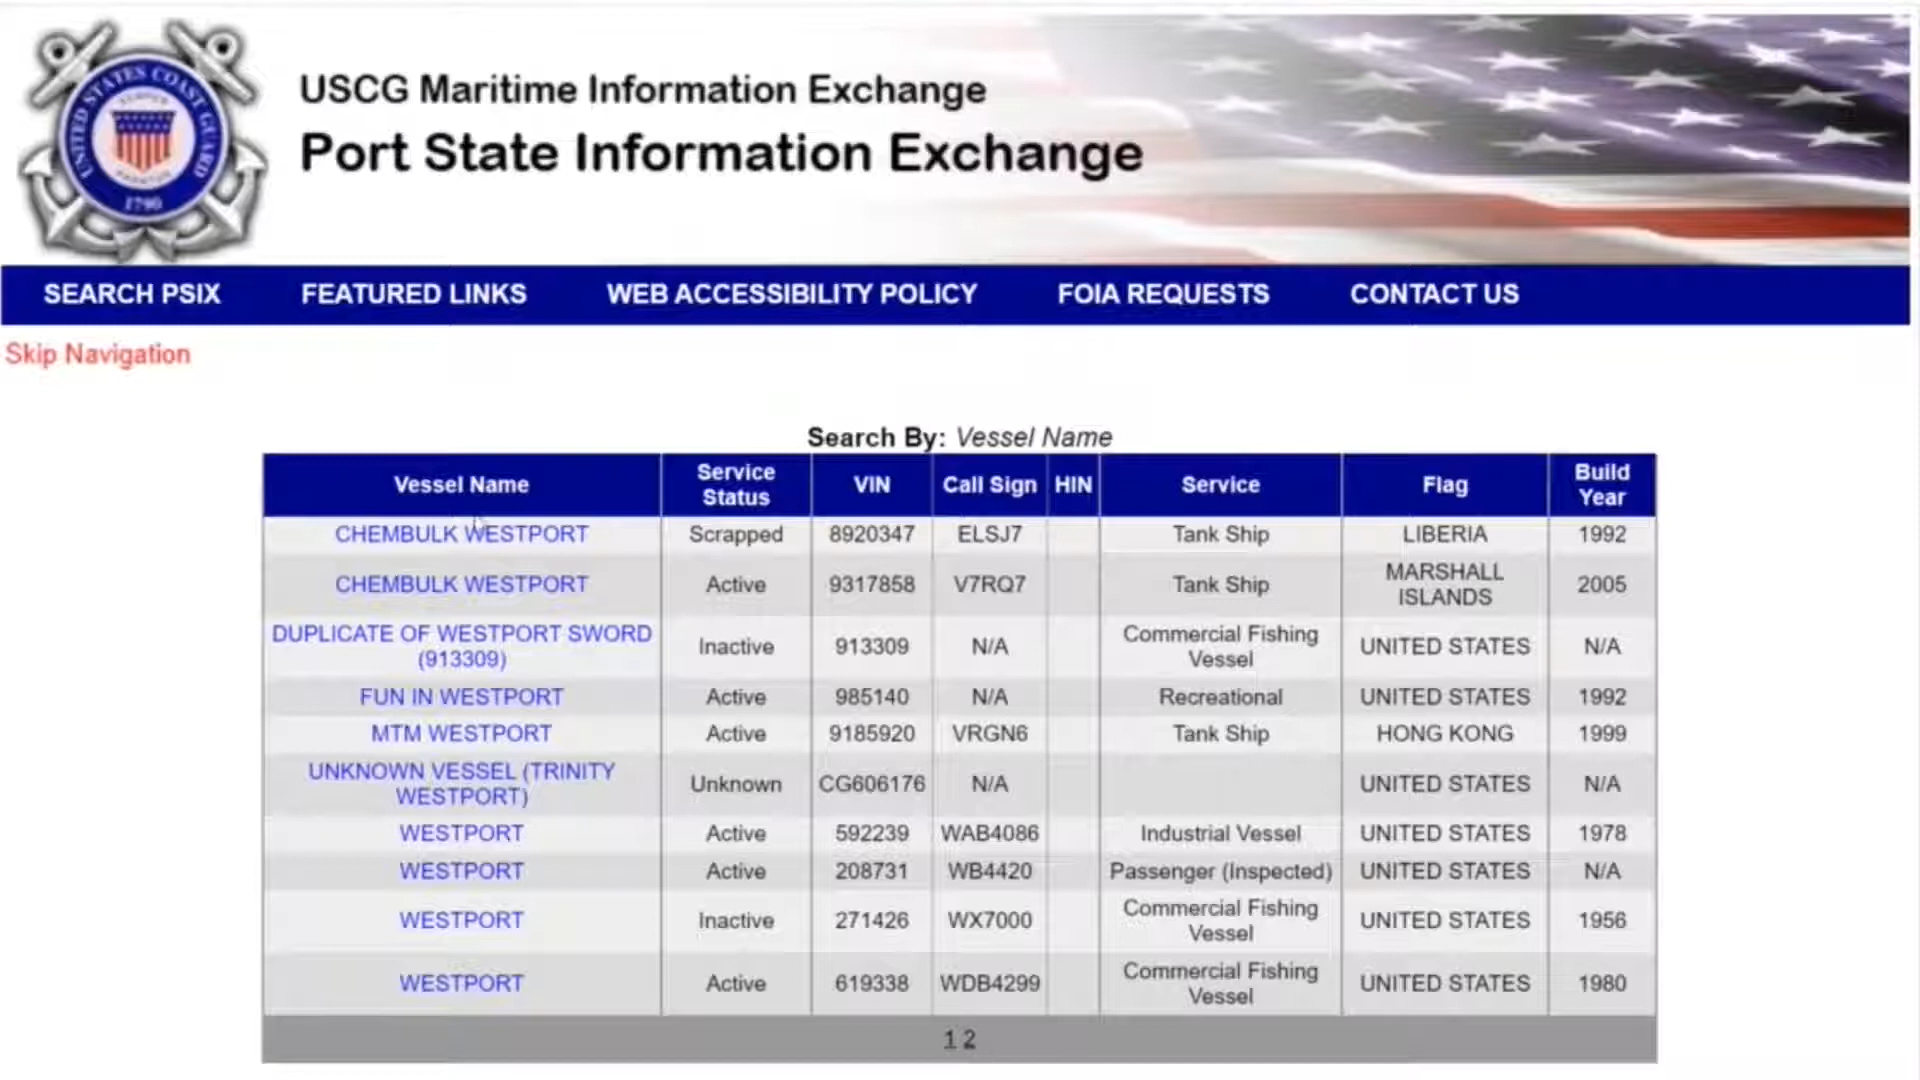 UNITED STATES COAST GUARD
1790
USCG Maritime Information Exchange
Port State Information Exchange
SEARCH PSIX FEATURED LINKS WEB ACCESSIBILITY POLICY FOIA REQUESTS CONTACT US
Skip Navigation
Search By: Vessel Name
Vessel Name Service Status VIN Call Sign HIN Service Flag Build Year
CHEMBULK WESTPORT Scrapped 8920347 ELSJ7 Tank Ship LIBERIA 1992
CHEMBULK WESTPORT Active 9317858 V7RQ7 Tank Ship MARSHALL ISLANDS 2005
DUPLICATE OF WESTPORT SWORD (913309) Inactive 913309 N/A Commercial Fishing Vessel UNITED STATES N/A
FUN IN WESTPORT Active 985140 N/A Recreational UNITED STATES 1992
MTM WESTPORT Active 9185920 VRGN6 Tank Ship HONG KONG 1999
UNKNOWN VESSEL (TRINITY WESTPORT) Unknown CG606176 N/A UNITED STATES N/A
WESTPORT Active 592239 WAB4086 Industrial Vessel UNITED STATES 1978
WESTPORT Active 208731 WB4420 Passenger (Inspected) UNITED STATES N/A
WESTPORT Inactive 271426 WX7000 Commercial Fishing Vessel UNITED STATES 1956
WESTPORT Active 619338 WDB4299 Commercial Fishing Vessel UNITED STATES 1980
1 2